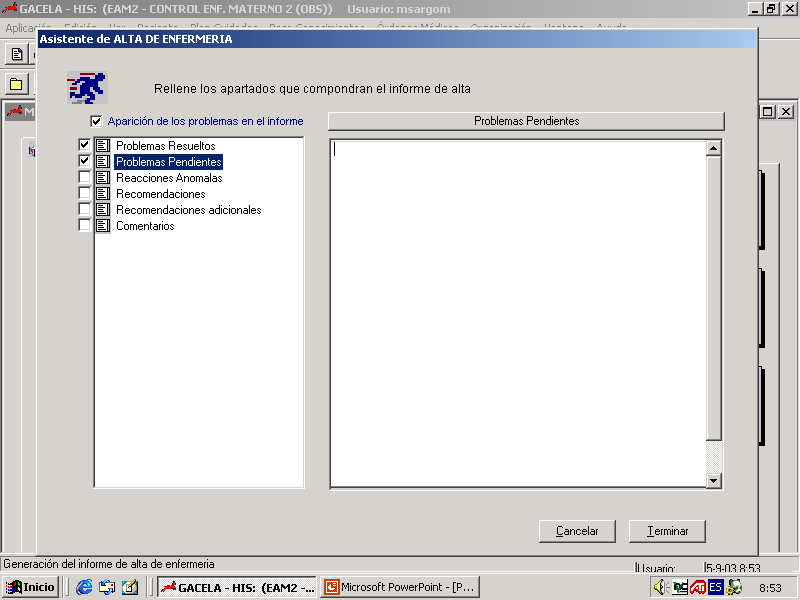 GACELA - HIS: (EAM2 - CONTROL ENF. MATERNO 2 (OBS)) Usuario: msargom
Asistente de ALTA DE ENFERMERIA
Rellene los apartados que compondran el informe de alta
Aparición de los problemas en el informe
Problemas Pendientes
Problemas Resueltos
Problemas Pendientes
Reacciones Anomalas
Recomendaciones
Recomendaciones adicionales
Comentarios
Cancelar
Terminar
Generación del informe de alta de enfermeria
Usuario:
5-9-03 8:53
Inicio
GACELA - HIS: (EAM2 -...
Microsoft PowerPoint - [P...
ES
8:53